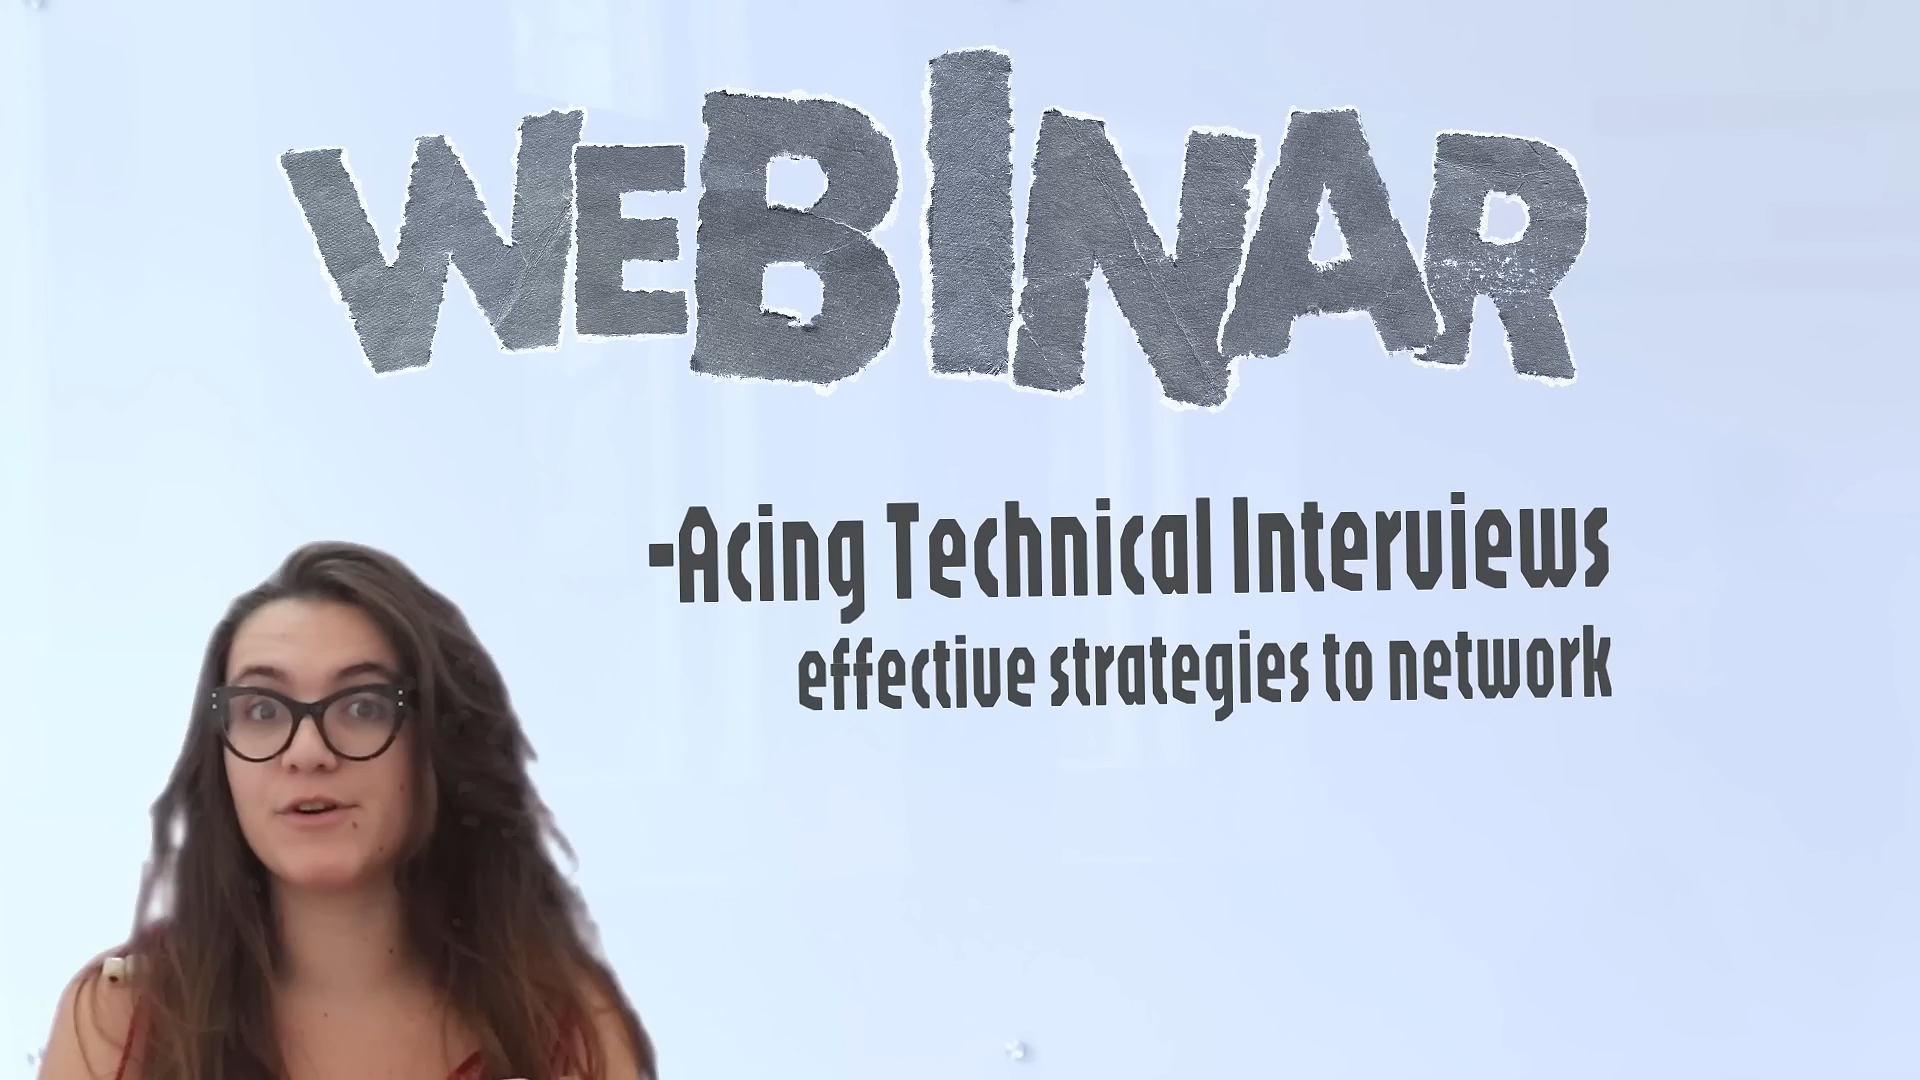 WEBINAR
-Acing Technical Interviews
effective strategies to network